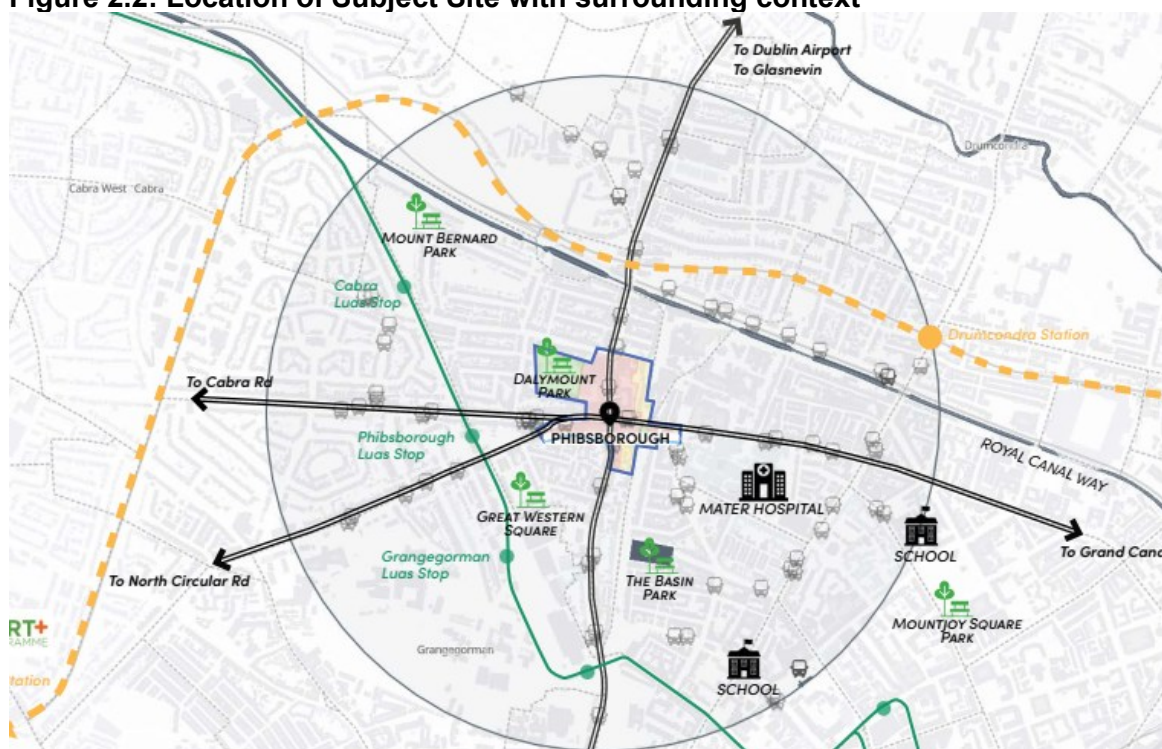 Figure 2.2: Location of Subject Site with surrounding context
To Dublin Airport
To Glasnevin
Drumcondra
Cabra West
Cabra
MOUNT BERNARD
PARK
Cabra
Luas Stop
Drumcondra Station
To Cabra Rd
DALYMOUNT
PARK
Phibsborough
Luas Stop
PHIBSBOROUGH
ROYAL CANAL WAY
GREAT WESTERN
SQUARE
MATER HOSPITAL
SCHOOL
To Grand Cana
Grangegorman
Luas Stop
To North Circular Rd
THE BASIN
PARK
MOUNTJOY SQUARE
PARK
RT+
RAMME
Grangegorman
tation
SCHOOL